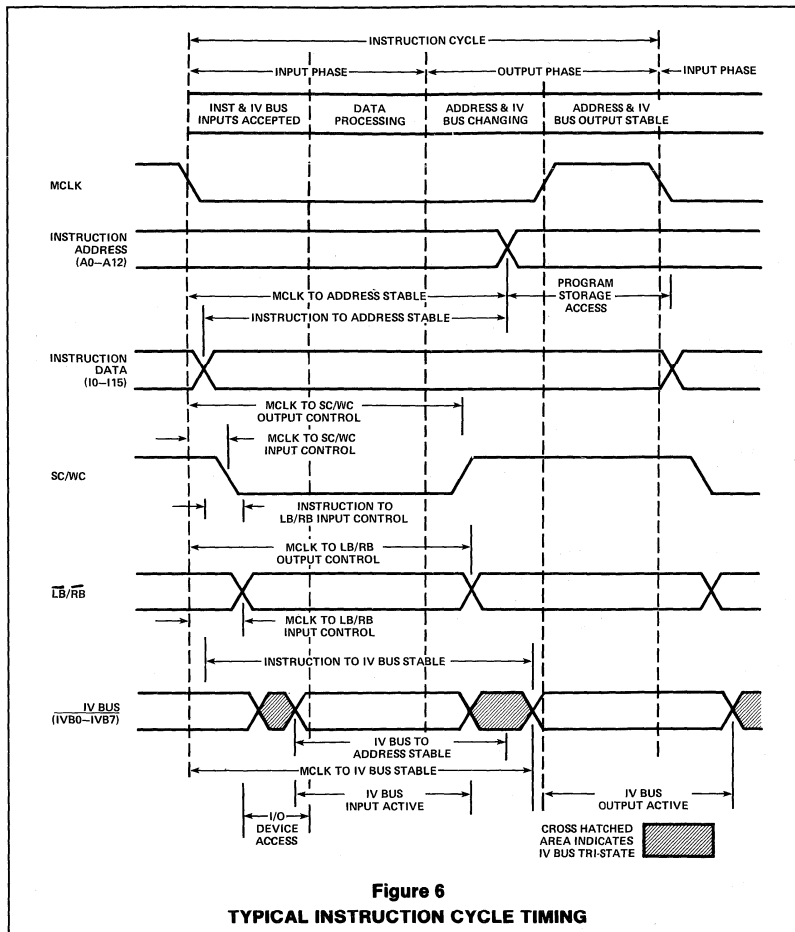 INSTRUCTION CYCLE
INPUT PHASE
OUTPUT PHASE
INPUT PHASE
INST & IV BUS
INPUTS ACCEPTED
DATA
PROCESSING
ADDRESS & IV
BUS CHANGING
ADDRESS & IV
BUS OUTPUT STABLE
MCLK
INSTRUCTION
ADDRESS
(A0–A12)
MCLK TO ADDRESS STABLE
PROGRAM
STORAGE
ACCESS
INSTRUCTION TO ADDRESS STABLE
INSTRUCTION
DATA
(I0–I15)
MCLK TO SC/WC
OUTPUT CONTROL
MCLK TO SC/WC
INPUT CONTROL
SC/WC
INSTRUCTION TO
LB/RB INPUT CONTROL
MCLK TO LB/RB
OUTPUT CONTROL
L̅B̅/R̅B̅
MCLK TO LB/RB
INPUT CONTROL
INSTRUCTION TO IV BUS STABLE
IV BUS
(IVB0–IVB7)
IV BUS TO
ADDRESS STABLE
MCLK TO IV BUS STABLE
IV BUS
INPUT ACTIVE
IV BUS
OUTPUT ACTIVE
I/O
DEVICE
ACCESS
CROSS HATCHED
AREA INDICATES
IV BUS TRI-STATE
Figure 6
TYPICAL INSTRUCTION CYCLE TIMING